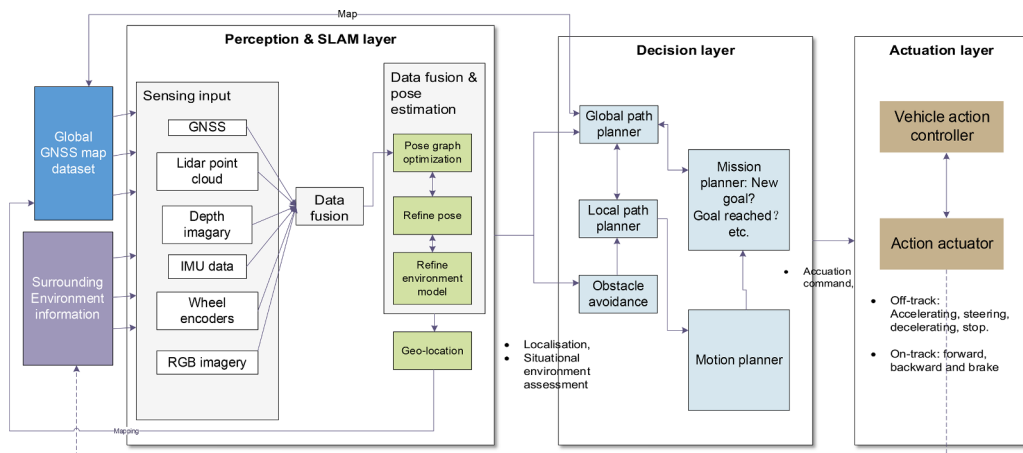 Map
Perception & SLAM layer
Decision layer
Actuation layer
Global
GNSS map
dataset
Surrounding
Environment
information
Sensing input
GNSS
Lidar point
cloud
Depth
imagary
IMU data
Wheel
encoders
RGB imagery
Data
fusion
Data fusion &
pose
estimation
Pose graph
optimization
Refine pose
Refine
environment
model
Geo-location
Mapping
• Localisation,
• Situational
environment
assessment
Global path
planner
Local path
planner
Obstacle
avoidance
Mission
planner: New
goal?
Goal reached?
etc.
Motion planner
• Accuation
command,
Vehicle action
controller
Action actuator
• Off-track:
Accelerating, steering,
decelerating, stop.
• On-track: forward,
backward and brake